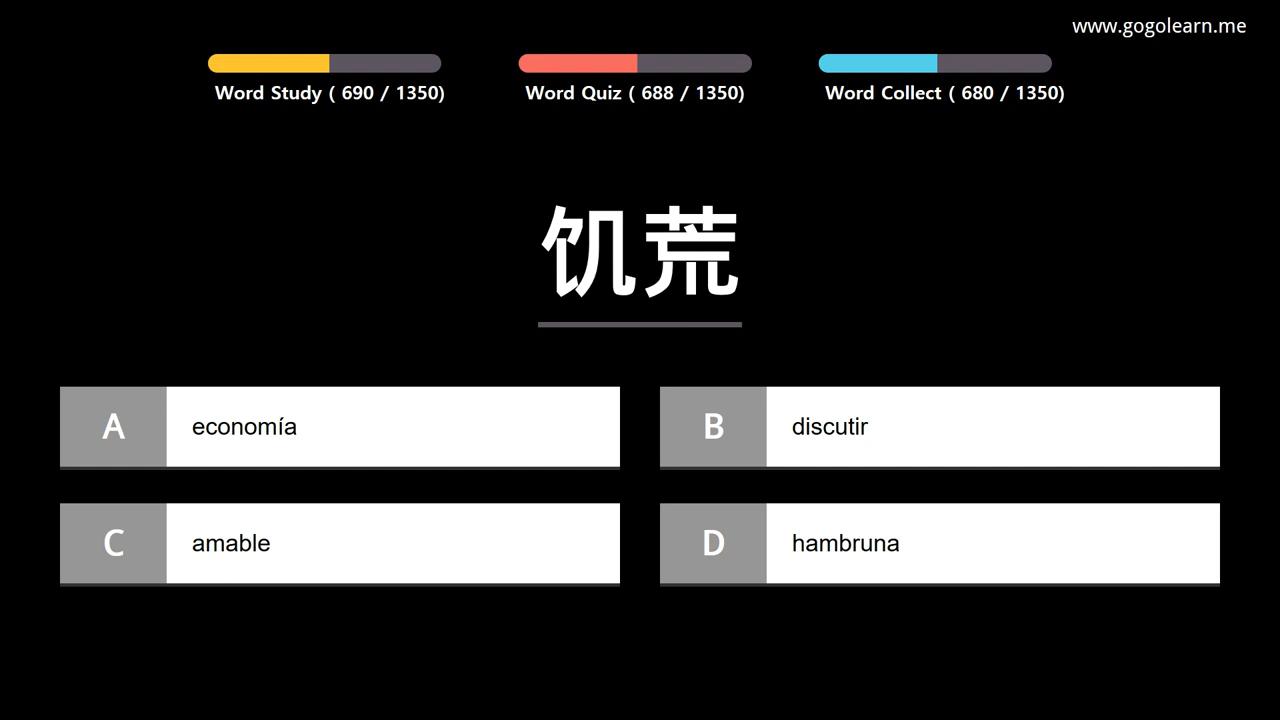 www.gogolearn.me
Word Study ( 690 / 1350)
Word Quiz ( 688 / 1350)
Word Collect ( 680 / 1350)
饥荒
A economía
B discutir
C amable
D hambruna